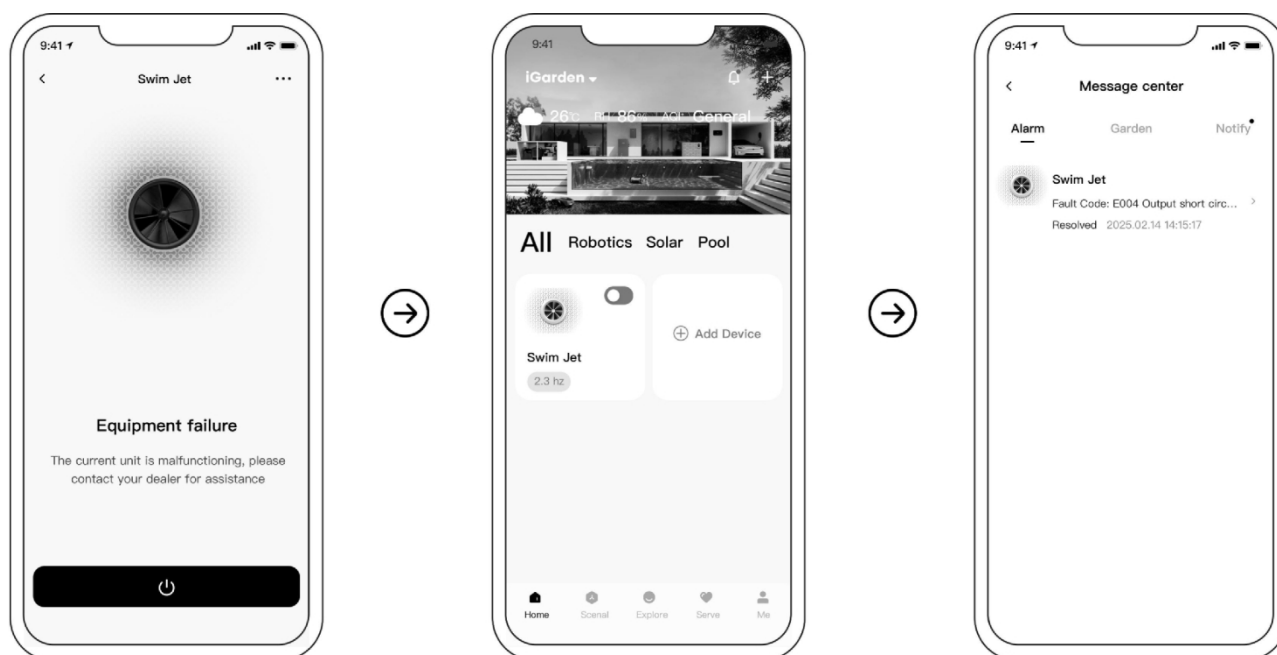 9:41
Swim Jet
Equipment failure
The current unit is malfunctioning, please
contact your dealer for assistance
9:41
iGarden
26°C RH 86% AQI General
All Robotics Solar Pool
Swim Jet
2.3 hz
Add Device
Home Scenal Explore Serve Me
9:41
Message center
Alarm Garden Notify
Swim Jet
Fault Code: E004 Output short circ...
Resolved 2025.02.14 14:15:17